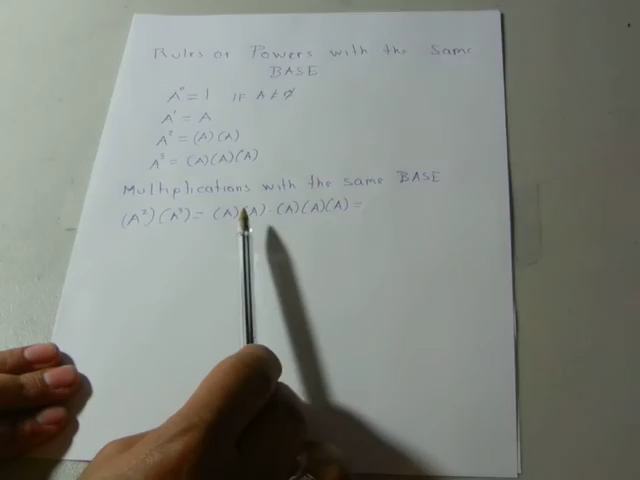 Rules of Powers with the same
BASE
A⁰ = 1 IF A ≠ 0
A¹ = A
A² = (A)(A)
A³ = (A)(A)(A)
Multiplications with the same BASE
(A²)(A³) = (A)(A) · (A)(A)(A) =